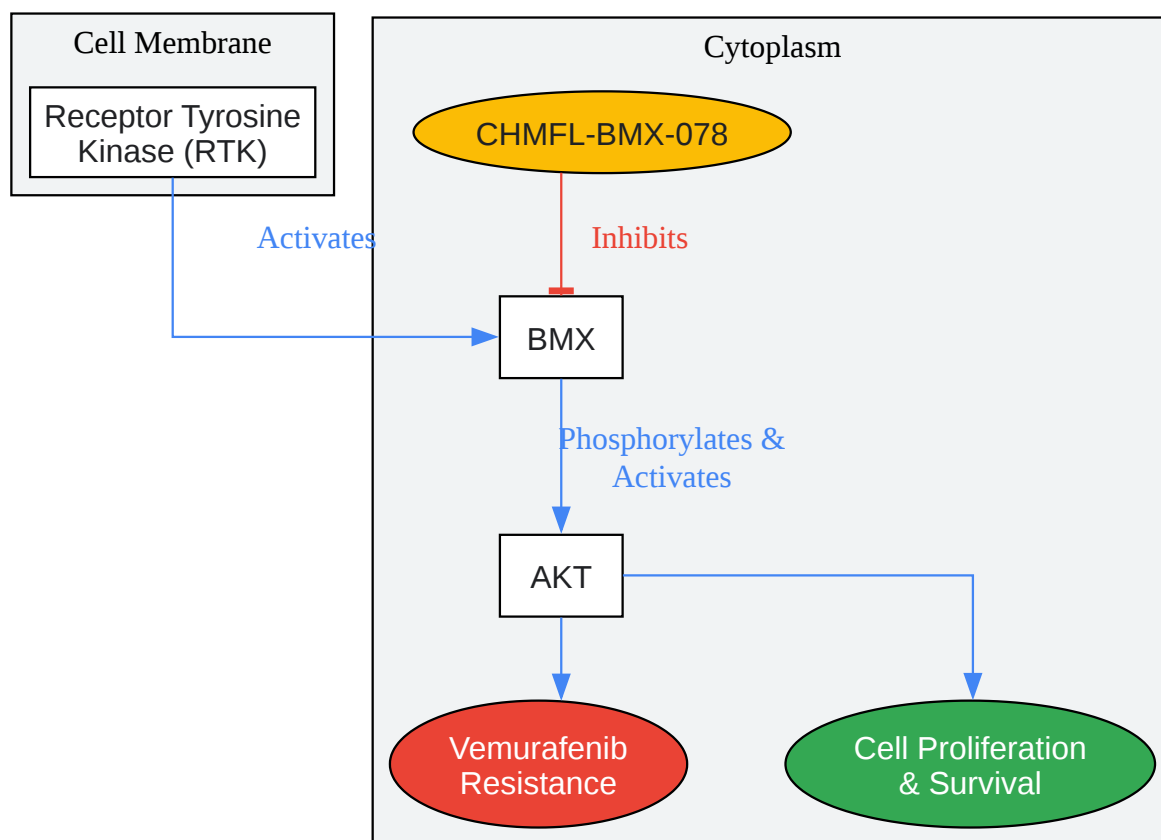 Cell Membrane
Receptor Tyrosine
Kinase (RTK)
Cytoplasm
CHMFL-BMX-078
Activates
Inhibits
BMX
Phosphorylates &
Activates
AKT
Vemurafenib
Resistance
Cell Proliferation
& Survival